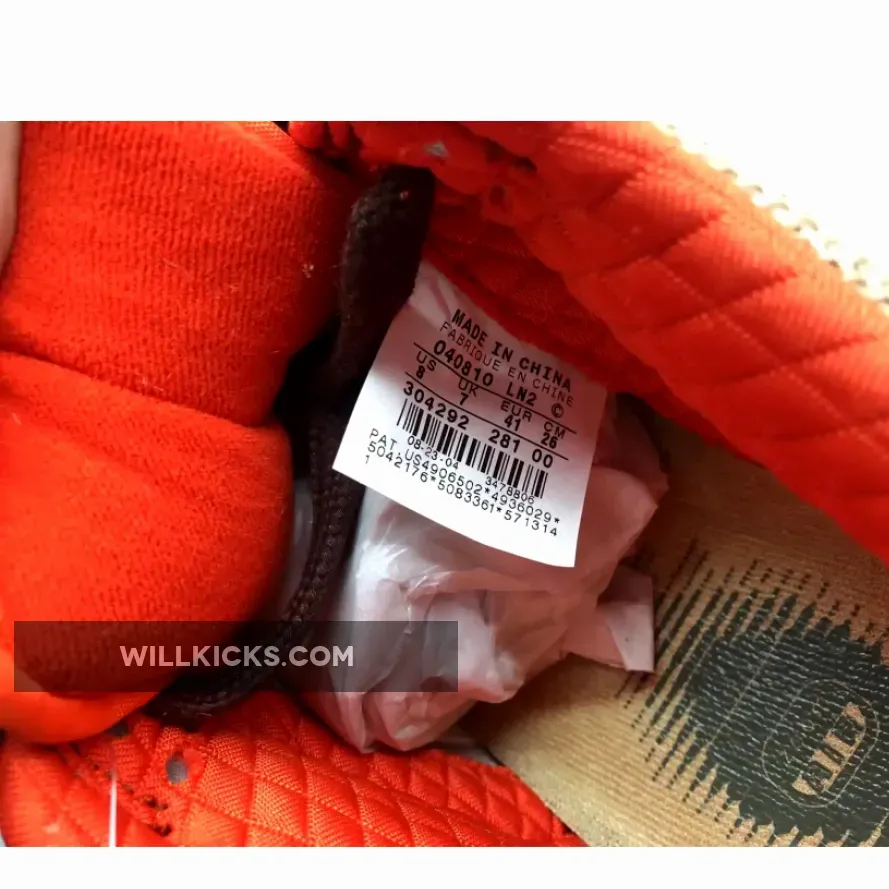 MADE IN CHINA
FABRIQUE EN CHINE
040810 LN2 ©
US UK EUR CM
8 7 41 26
304292 281 00
08-23-04 3478806
PAT.US4906502*4936029*
5042176*5083361*571314
1
WILLKICKS.COM